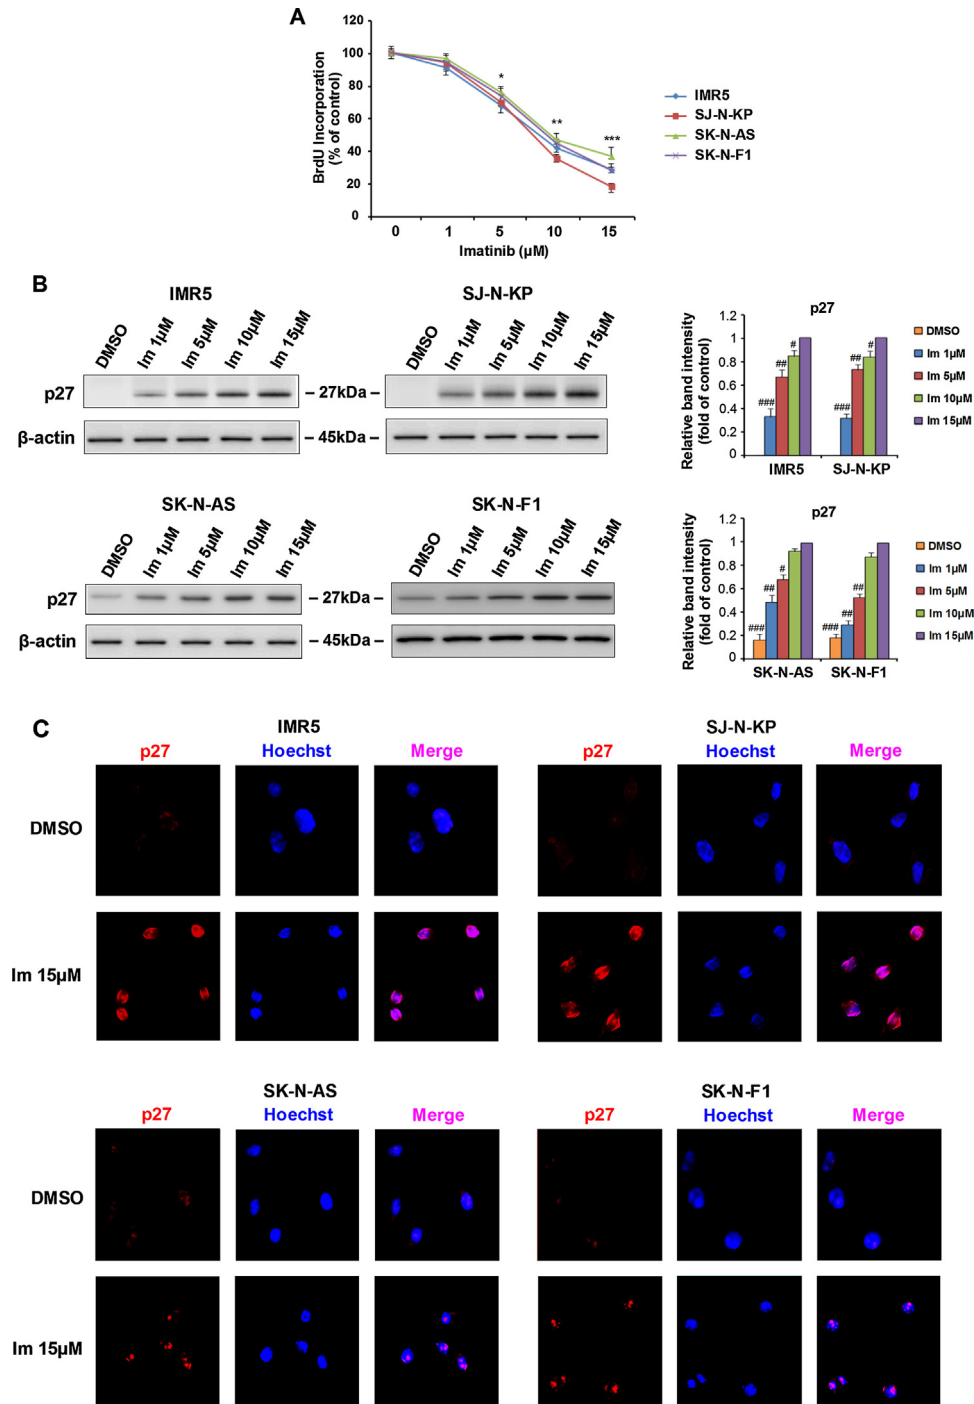 A
BrdU Incorporation
(% of control)
120
100
80
60
40
20
0
0 1 5 10 15
Imatinib (µM)
* ** ***
IMR5
SJ-N-KP
SK-N-AS
SK-N-F1
B
IMR5
DMSO Im 1µM Im 5µM Im 10µM Im 15µM
p27
β-actin
– 27kDa –
– 45kDa –
SJ-N-KP
DMSO Im 1µM Im 5µM Im 10µM Im 15µM
p27
Relative band intensity
(fold of control)
1.2
1
0.8
0.6
0.4
0.2
0
### ## # ### ## #
IMR5 SJ-N-KP
DMSO
Im 1µM
Im 5µM
Im 10µM
Im 15µM
SK-N-AS
DMSO Im 1µM Im 5µM Im 10µM Im 15µM
p27
β-actin
– 27kDa –
– 45kDa –
SK-N-F1
DMSO Im 1µM Im 5µM Im 10µM Im 15µM
p27
Relative band intensity
(fold of control)
1.2
1
0.8
0.6
0.4
0.2
0
### ## # ### ## ##
SK-N-AS SK-N-F1
DMSO
Im 1µM
Im 5µM
Im 10µM
Im 15µM
C
IMR5
p27 Hoechst Merge
SJ-N-KP
p27 Hoechst Merge
DMSO
Im 15µM
SK-N-AS
p27 Hoechst Merge
SK-N-F1
p27 Hoechst Merge
DMSO
Im 15µM